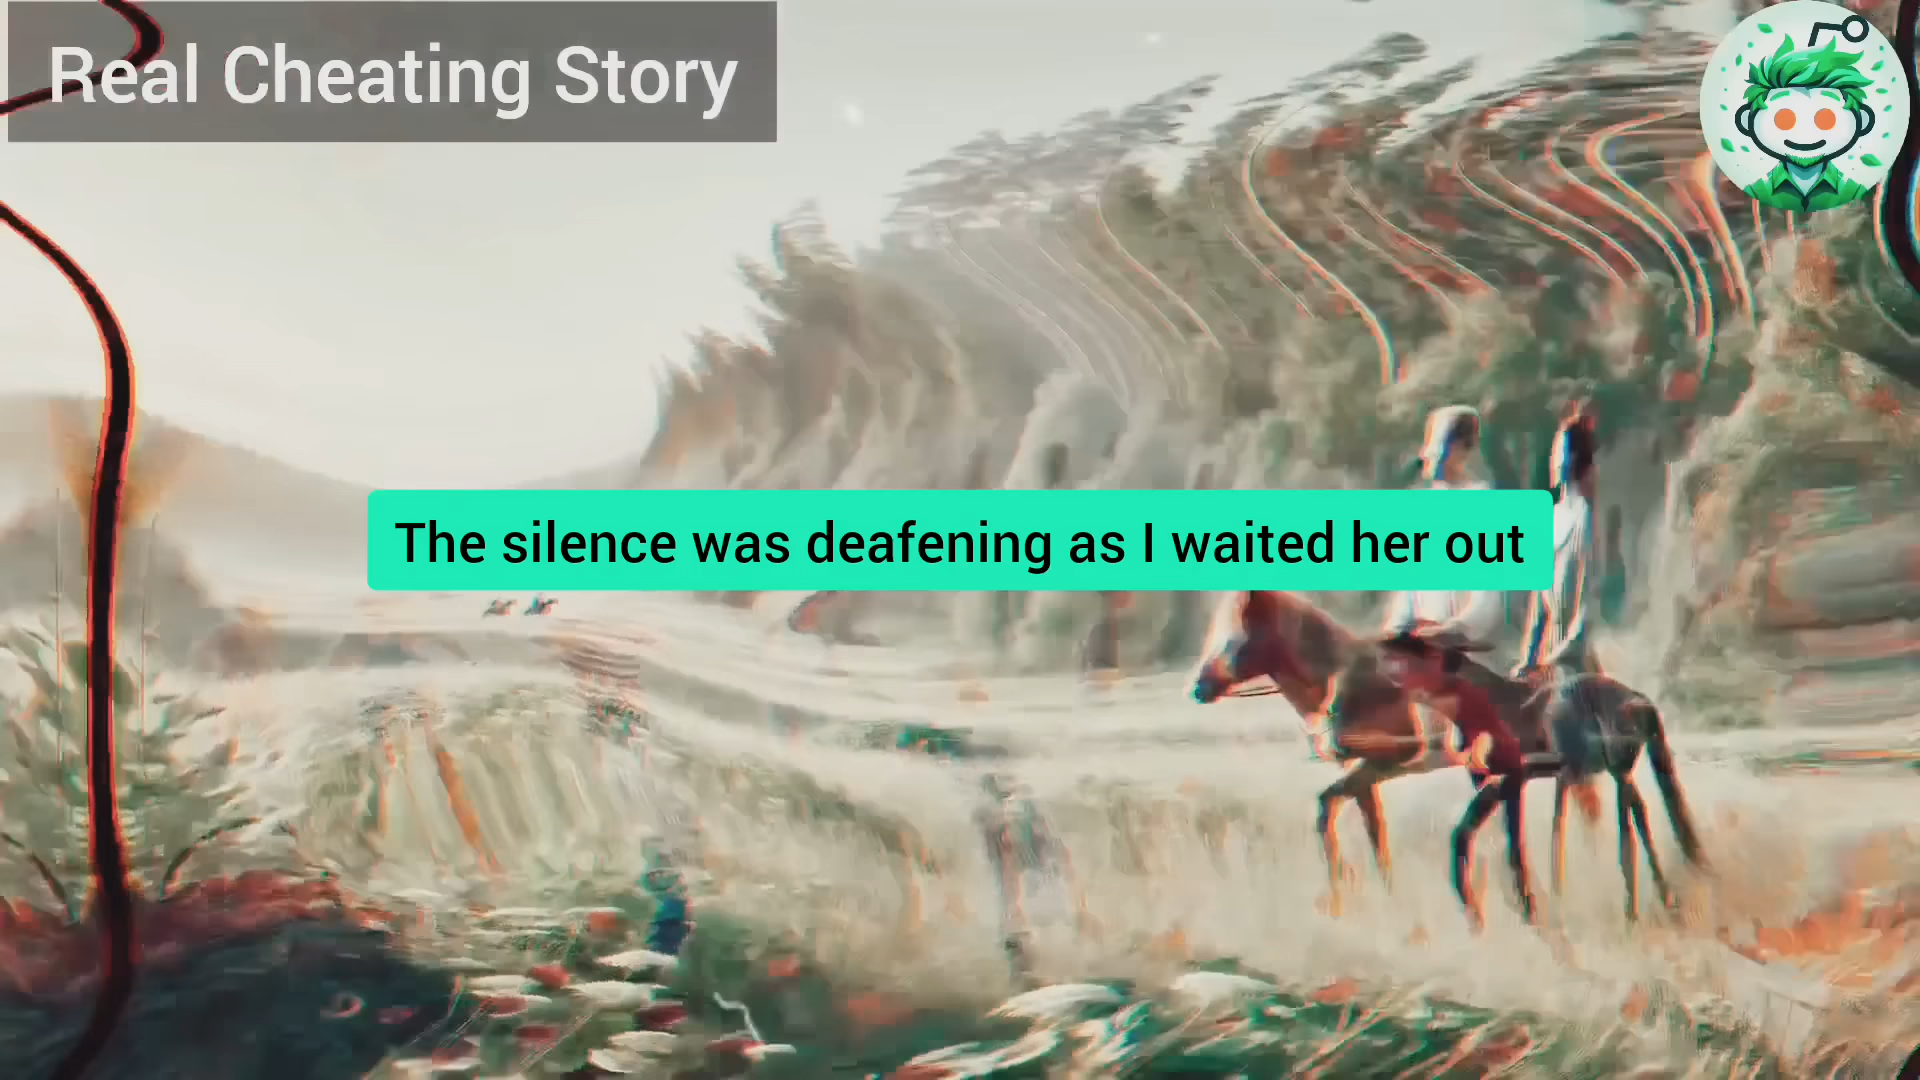 Real Cheating Story
The silence was deafening as I waited her out